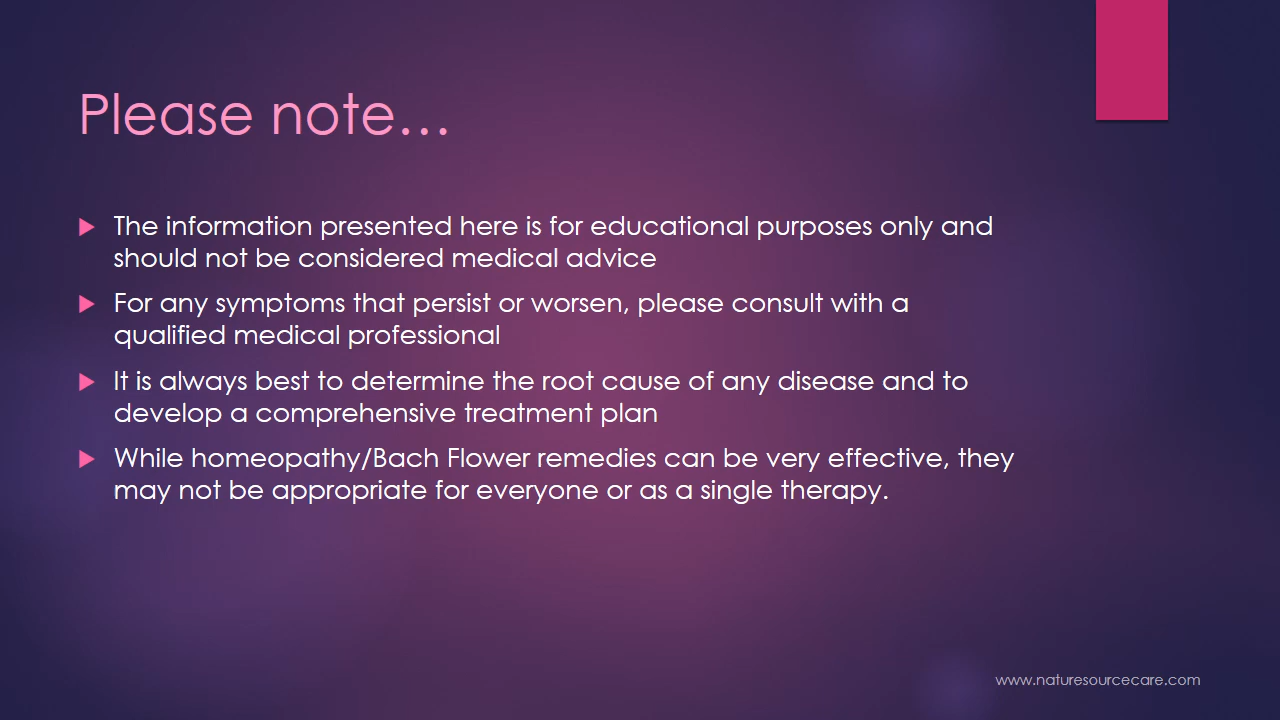 Please note...
The information presented here is for educational purposes only and
should not be considered medical advice
For any symptoms that persist or worsen, please consult with a
qualified medical professional
It is always best to determine the root cause of any disease and to
develop a comprehensive treatment plan
While homeopathy/Bach Flower remedies can be very effective, they
may not be appropriate for everyone or as a single therapy.
www.naturesourcecare.com